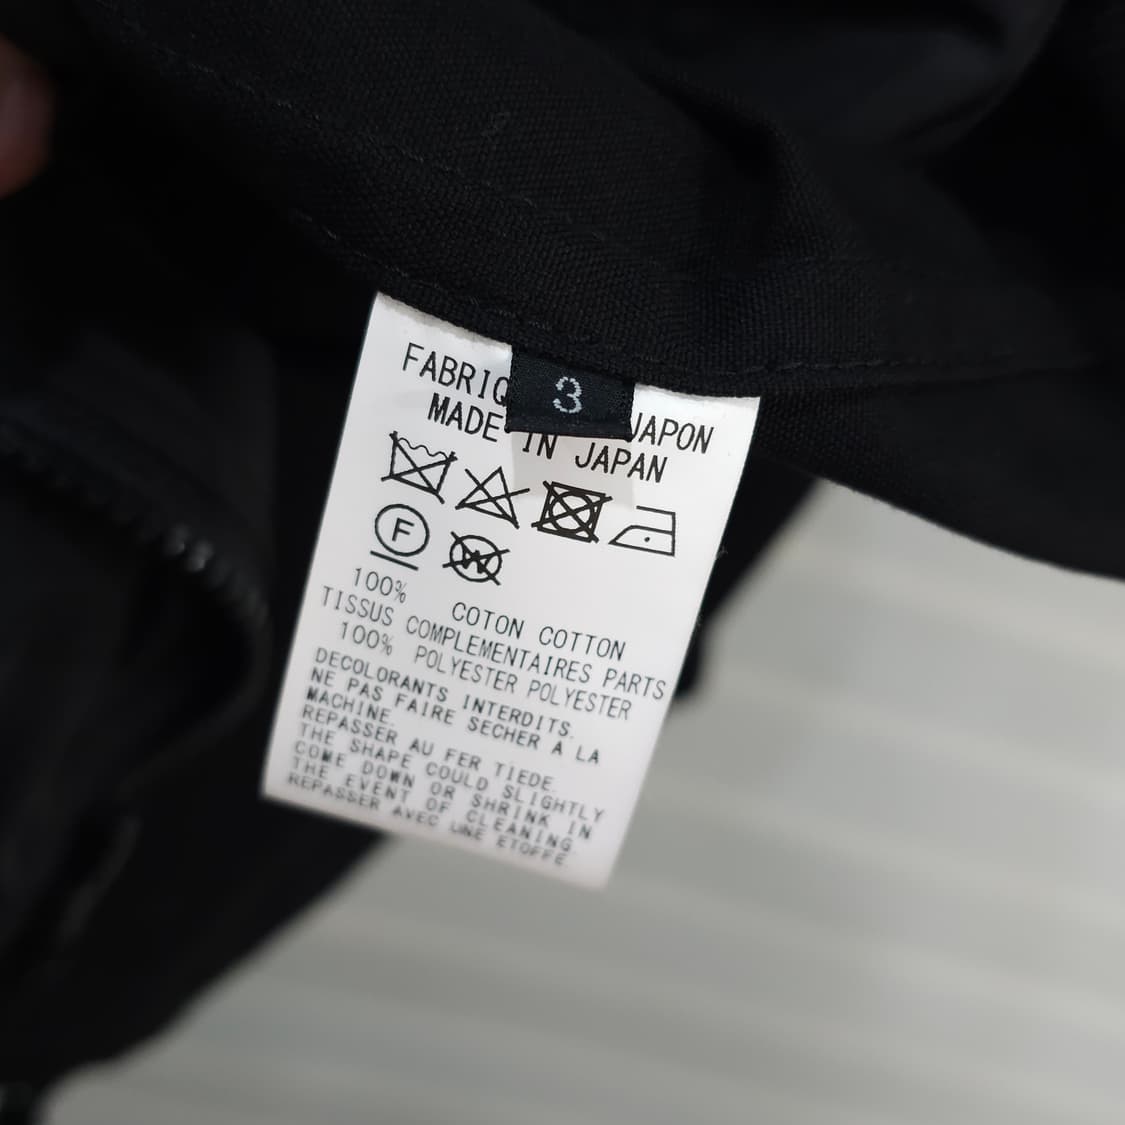 3
FABRIQ JAPON
MADE IN JAPAN
F
W
100% COTON COTTON
TISSUS COMPLEMENTAIRES PARTS
100% POLYESTER POLYESTER
DECOLORANTS INTERDITS.
NE PAS FAIRE SECHER À LA
MACHINE.
REPASSER AU FER TIEDE.
THE SHAPE COULD SLIGHTLY
COME DOWN OR SHRINK IN
THE EVENT OF CLEANING.
REPASSER AVEC UNE ETOFFE.